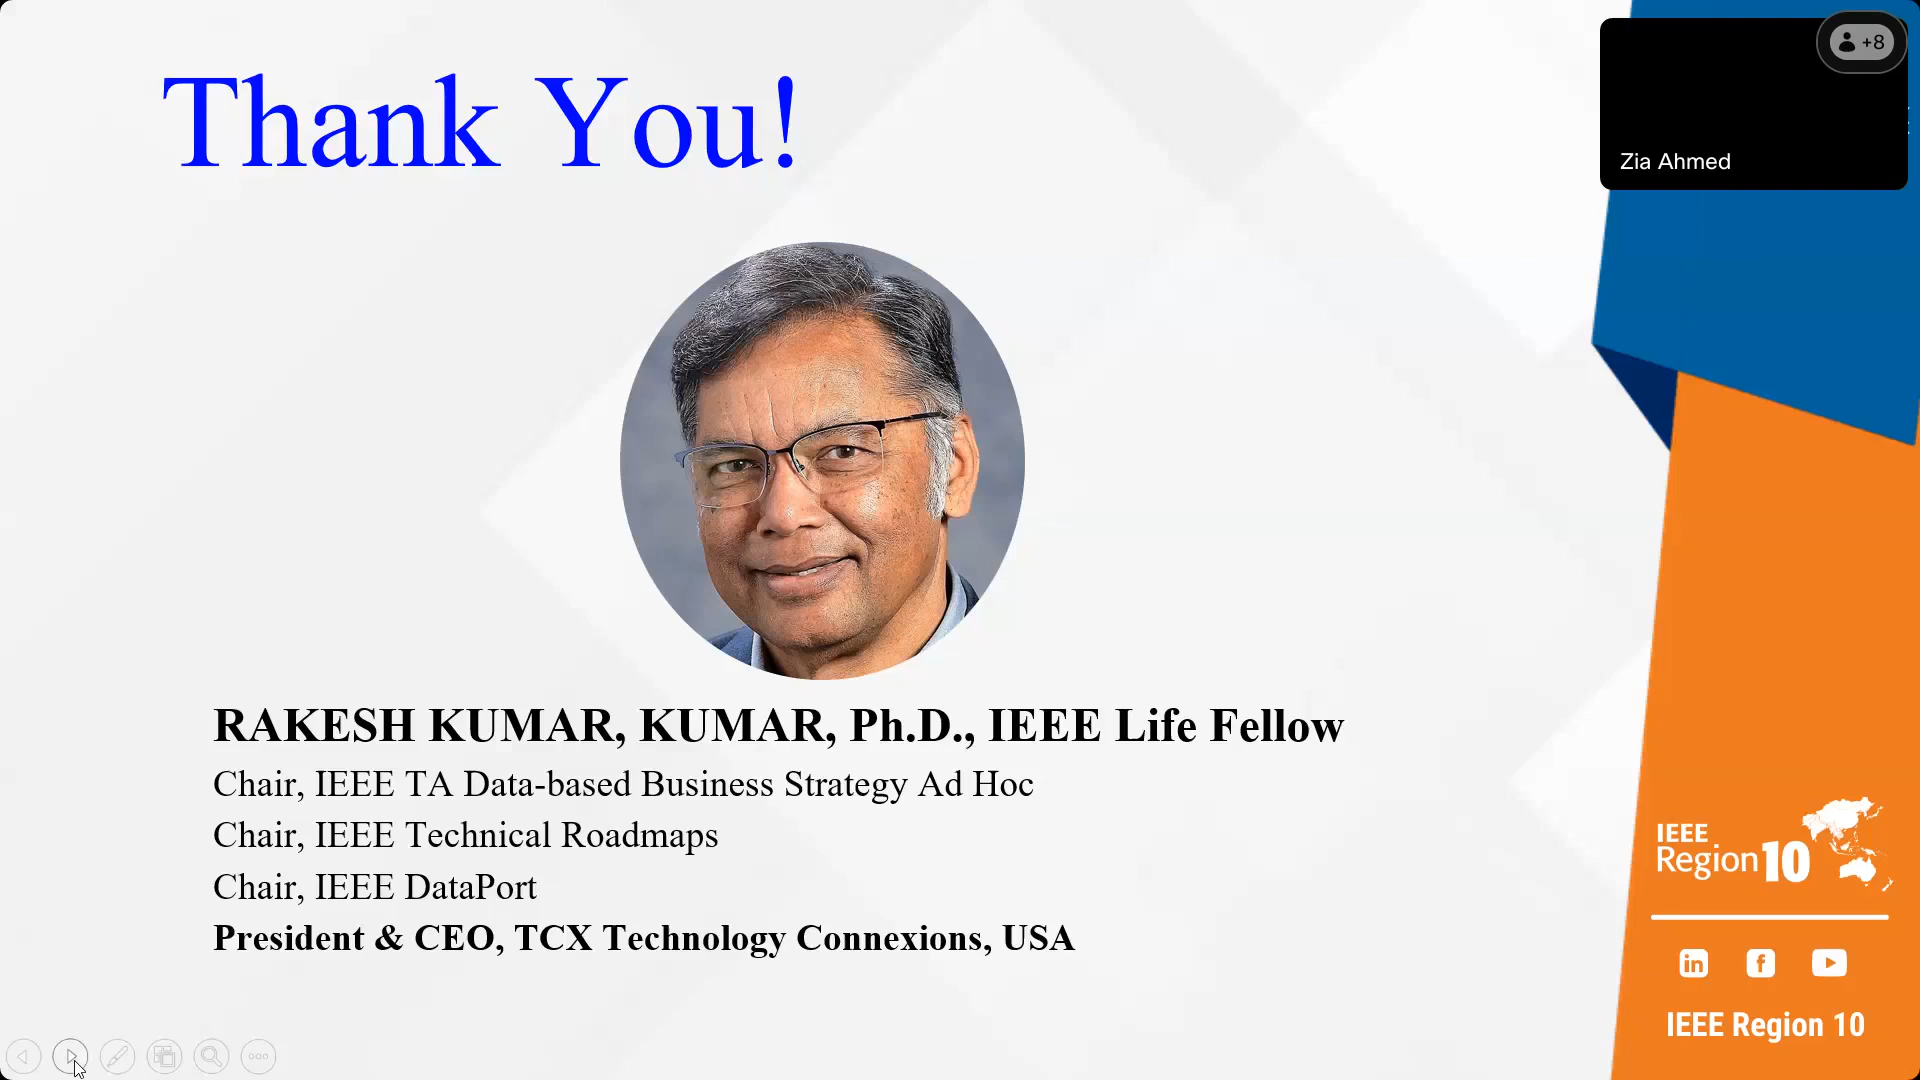 Thank You!
+8
Zia Ahmed
RAKESH KUMAR, KUMAR, Ph.D., IEEE Life Fellow
Chair, IEEE TA Data-based Business Strategy Ad Hoc
Chair, IEEE Technical Roadmaps
Chair, IEEE DataPort
President & CEO, TCX Technology Connexions, USA
IEEE
Region 10
in f
IEEE Region 10